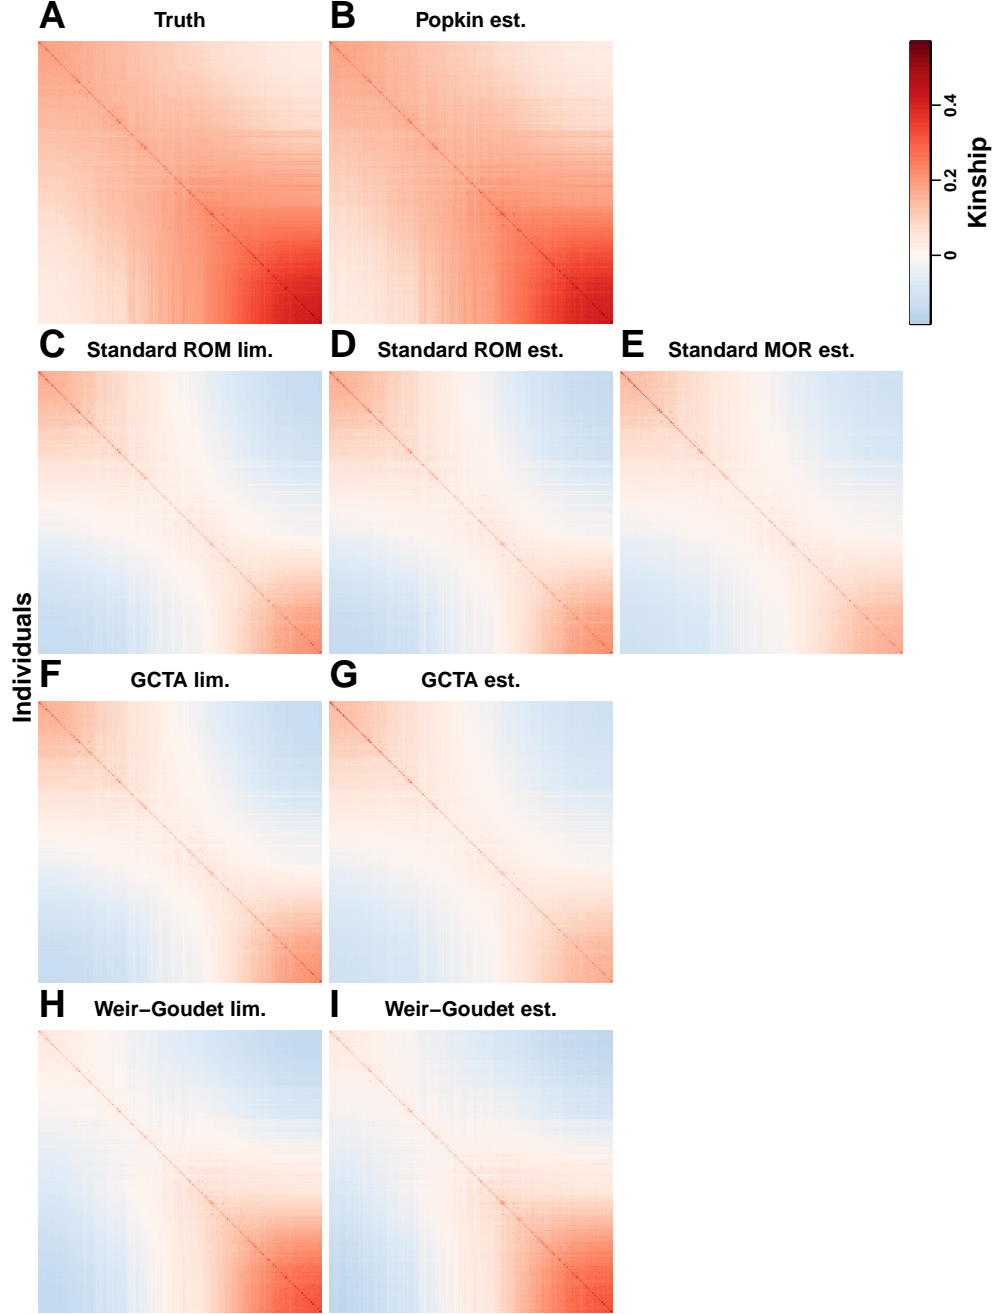 A Truth
B Popkin est.
0.4
0.2
0
Kinship
C Standard ROM lim.
D Standard ROM est.
E Standard MOR est.
Individuals
F GCTA lim.
G GCTA est.
H Weir−Goudet lim.
I Weir−Goudet est.